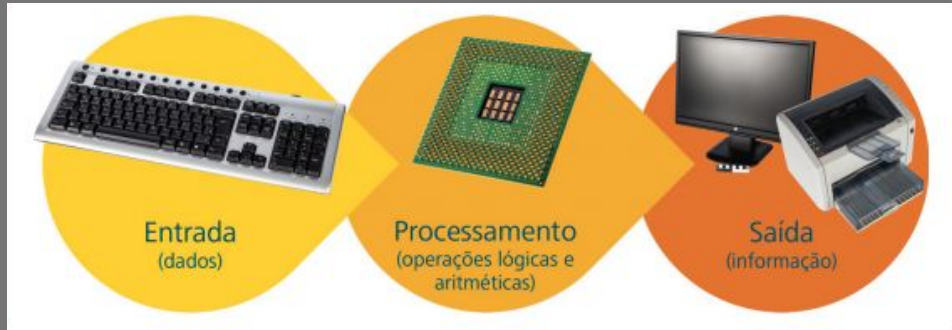 Entrada
(dados)
Processamento
(operações lógicas e
aritméticas)
Saída
(informação)